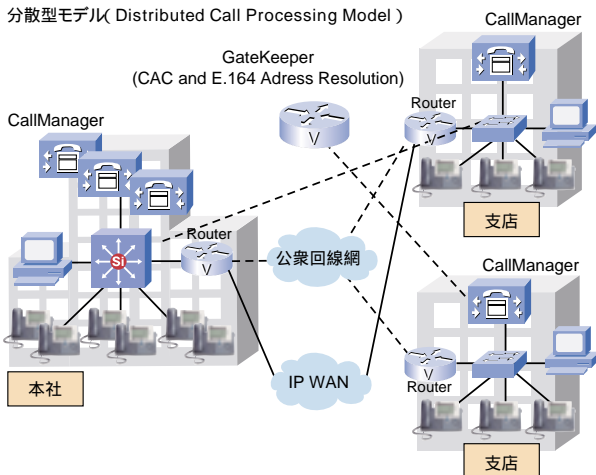 分散型モデル( Distributed Call Processing Model )
CallManager
GateKeeper
(CAC and E.164 Adress Resolution)
Router
V
V
CallManager
支店
Router
V
Si
公衆回線網
CallManager
IP WAN
V
Router
本社
支店